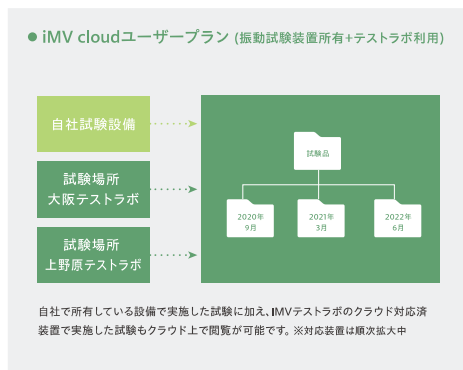 ● iMV cloudユーザープラン (振動試験装置所有+テストラボ利用)
自社試験設備
試験場所
大阪テストラボ
試験場所
上野原テストラボ
試験品
2020年
9月
2021年
3月
2022年
6月
自社で所有している設備で実施した試験に加え、IMVテストラボのクラウド対応済
装置で実施した試験もクラウド上で閲覧が可能です。※対応装置は順次拡大中